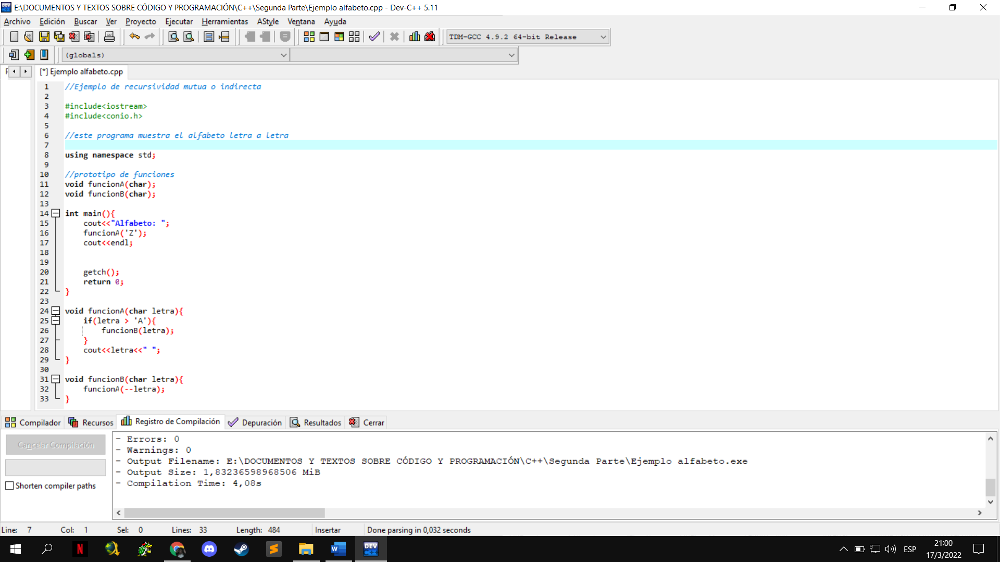 E:\DOCUMENTOS Y TEXTOS SOBRE CÓDIGO Y PROGRAMACIÓN\C++\Segunda Parte\Ejemplo alfabeto.cpp - Dev-C++ 5.11
Archivo Edición Buscar Ver Proyecto Ejecutar Herramientas AStyle Ventana Ayuda
TDM-GCC 4.9.2 64-bit Release
(globals)
[*] Ejemplo alfabeto.cpp
1 //Ejemplo de recursividad mutua o indirecta
2
3 #include<iostream>
4 #include<conio.h>
5
6 //este programa muestra el alfabeto letra a letra
7
8 using namespace std;
9
10 //prototipo de funciones
11 void funcionA(char);
12 void funcionB(char);
13
14 int main(){
15 cout<<"Alfabeto: ";
16 funcionA('Z');
17 cout<<endl;
18
19
20 getch();
21 return 0;
22 }
23
24 void funcionA(char letra){
25 if(letra > 'A'){
26 funcionB(letra);
27 }
28 cout<<letra<<" ";
29 }
30
31 void funcionB(char letra){
32 funcionA(--letra);
33 }
Compilador Recursos Registro de Compilación Depuración Resultados Cerrar
Cancelar Compilación
Shorten compiler paths
- Errors: 0
- Warnings: 0
- Output Filename: E:\DOCUMENTOS Y TEXTOS SOBRE CÓDIGO Y PROGRAMACIÓN\C++\Segunda Parte\Ejemplo alfabeto.exe
- Output Size: 1,83236598968506 MiB
- Compilation Time: 4,08s
Line: 7 Col: 1 Sel: 0 Lines: 33 Length: 484 Insertar Done parsing in 0,032 seconds
N
W
DEV C++
ESP
21:00
17/3/2022